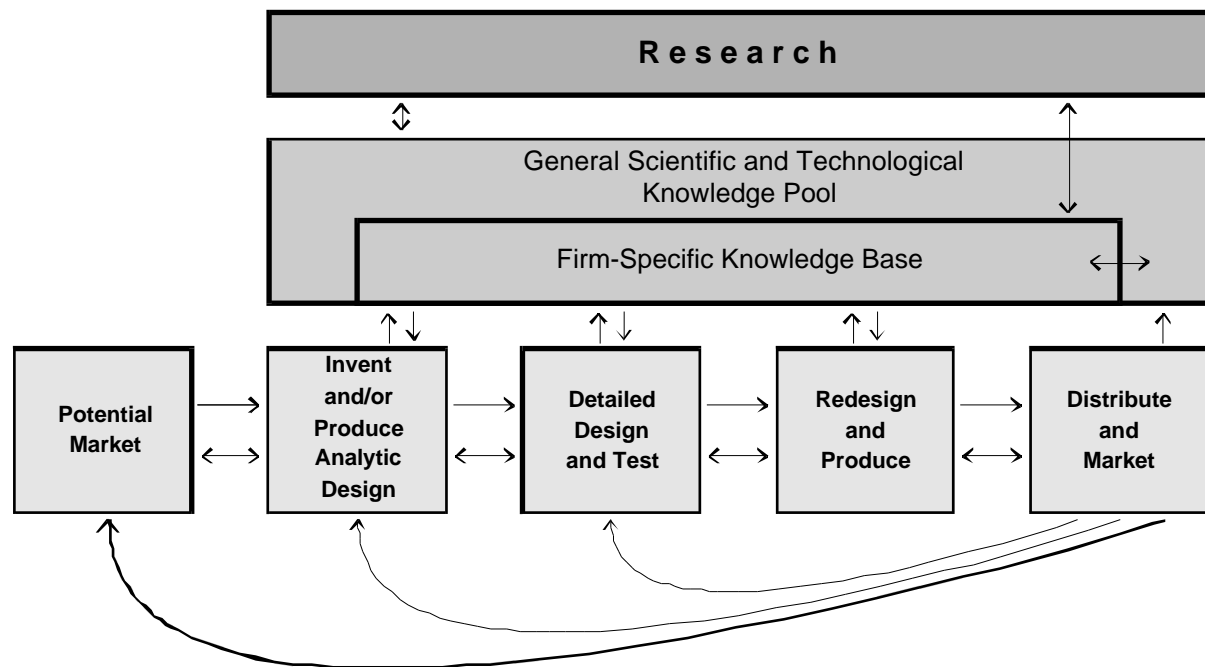 Research
General Scientific and Technological
Knowledge Pool
Firm-Specific Knowledge Base
Potential
Market
Invent
and/or
Produce
Analytic
Design
Detailed
Design
and Test
Redesign
and
Produce
Distribute
and
Market